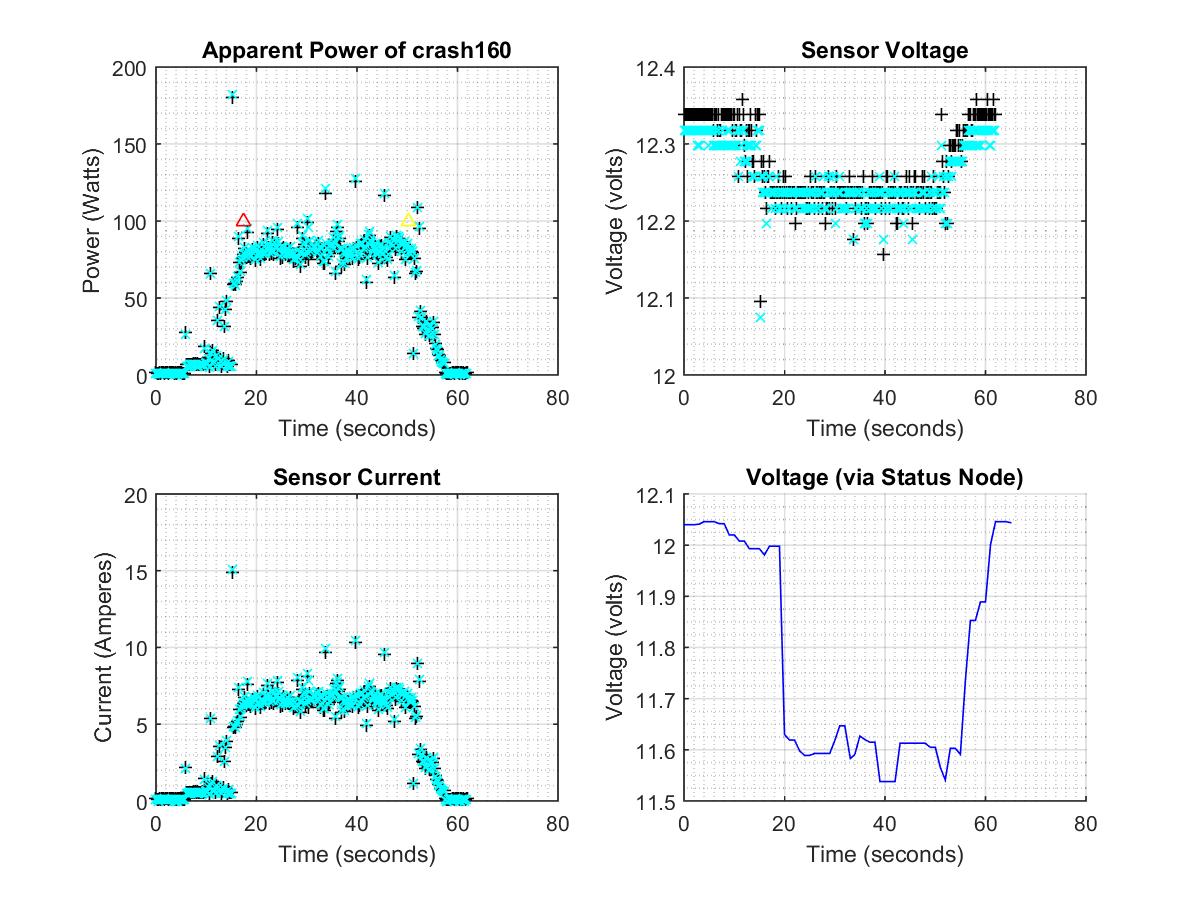 Apparent Power of crash160
200
150
100
50
0
Power (Watts)
0 20 40 60 80
Time (seconds)
Sensor Voltage
12.4
12.3
12.2
12.1
12
Voltage (volts)
0 20 40 60 80
Time (seconds)
Sensor Current
20
15
10
5
0
Current (Amperes)
0 20 40 60 80
Time (seconds)
Voltage (via Status Node)
12.1
12
11.9
11.8
11.7
11.6
11.5
Voltage (volts)
0 20 40 60 80
Time (seconds)